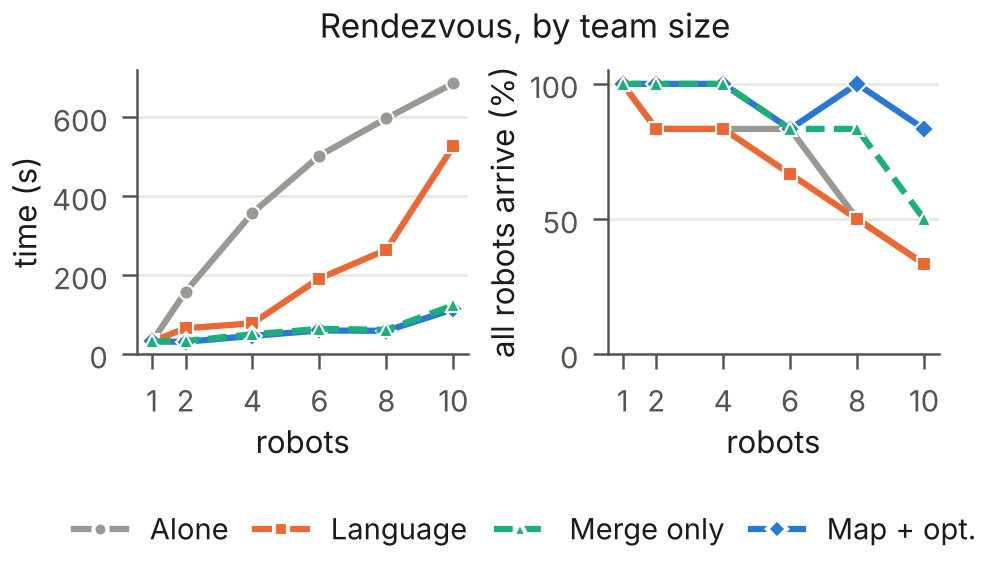 Rendezvous, by team size
time (s)
600
400
200
0
1 2 4 6 8 10
robots
all robots arrive (%)
100
50
0
1 2 4 6 8 10
robots
Alone Language Merge only Map + opt.